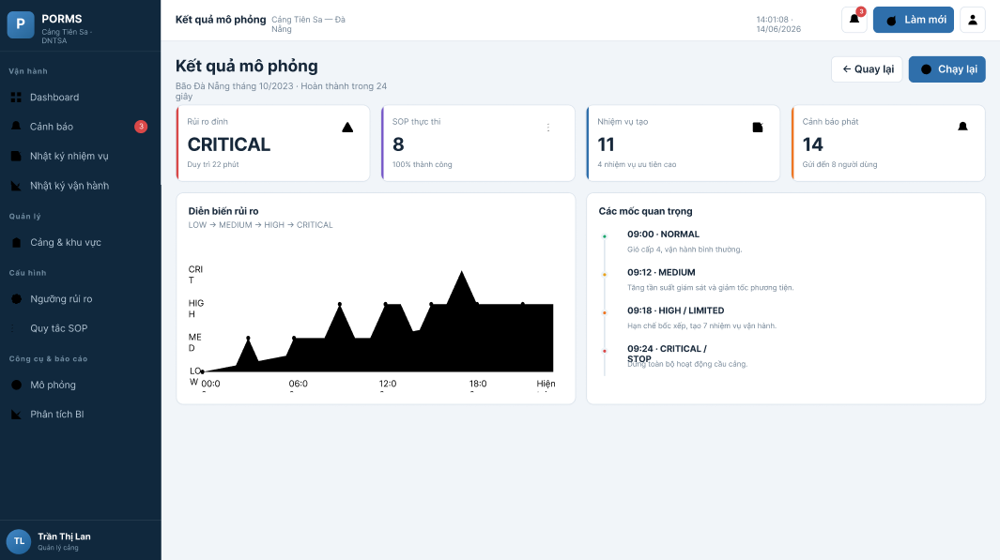 P
PORMS
Cảng Tiên Sa ·
DNTSA
Vận hành
Dashboard
Cảnh báo
3
Nhật ký nhiệm vụ
Nhật ký vận hành
Quản lý
Cảng & khu vực
Cấu hình
Ngưỡng rủi ro
Quy tắc SOP
Công cụ & báo cáo
Mô phỏng
Phân tích BI
TL
Trần Thị Lan
Quản lý cảng
Kết quả mô phỏng
Cảng Tiên Sa — Đà
Nẵng
14:01:08 ·
14/06/2026
3
Làm mới
Kết quả mô phỏng
Bão Đà Nẵng tháng 10/2023 · Hoàn thành trong 24
giây
← Quay lại
Chạy lại
Rủi ro đỉnh
CRITICAL
Duy trì 22 phút
SOP thực thi
8
100% thành công
Nhiệm vụ tạo
11
4 nhiệm vụ ưu tiên cao
Cảnh báo phát
14
Gửi đến 8 người dùng
Diễn biến rủi ro
LOW → MEDIUM → HIGH → CRITICAL
CRI
T
HIG
H
ME
D
LO
W
00:0
06:0
12:0
18:0
Hiện
Các mốc quan trọng
09:00 · NORMAL
Gió cấp 4, vận hành bình thường.
09:12 · MEDIUM
Tăng tần suất giám sát và giảm tốc phương tiện.
09:18 · HIGH / LIMITED
Hạn chế bốc xếp, tạo 7 nhiệm vụ vận hành.
09:24 · CRITICAL /
STOP
Dừng toàn bộ hoạt động cầu cảng.